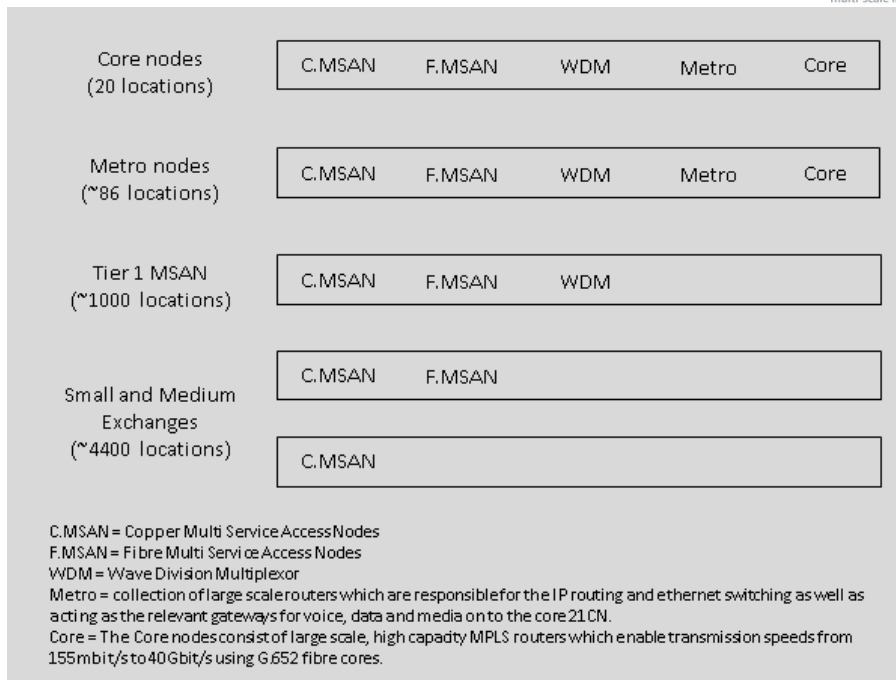 Core nodes
(20 locations)
C.MSAN F.MSAN WDM Metro Core
Metro nodes
(~86 locations)
C.MSAN F.MSAN WDM Metro Core
Tier 1 MSAN
(~1000 locations)
C.MSAN F.MSAN WDM
Small and Medium
Exchanges
(~4400 locations)
C.MSAN F.MSAN
C.MSAN
C.MSAN = Copper Multi Service Access Nodes
F.MSAN = Fibre Multi Service Access Nodes
WDM = Wave Division Multiplexor
Metro = collection of large scale routers which are responsible for the IP routing and ethernet switching as well as
acting as the relevant gateways for voice, data and media on to the core 21CN.
Core = The Core nodes consist of large scale, high capacity MPLS routers which enable transmission speeds from
155mbit/s to 40Gbit/s using G.652 fibre cores.